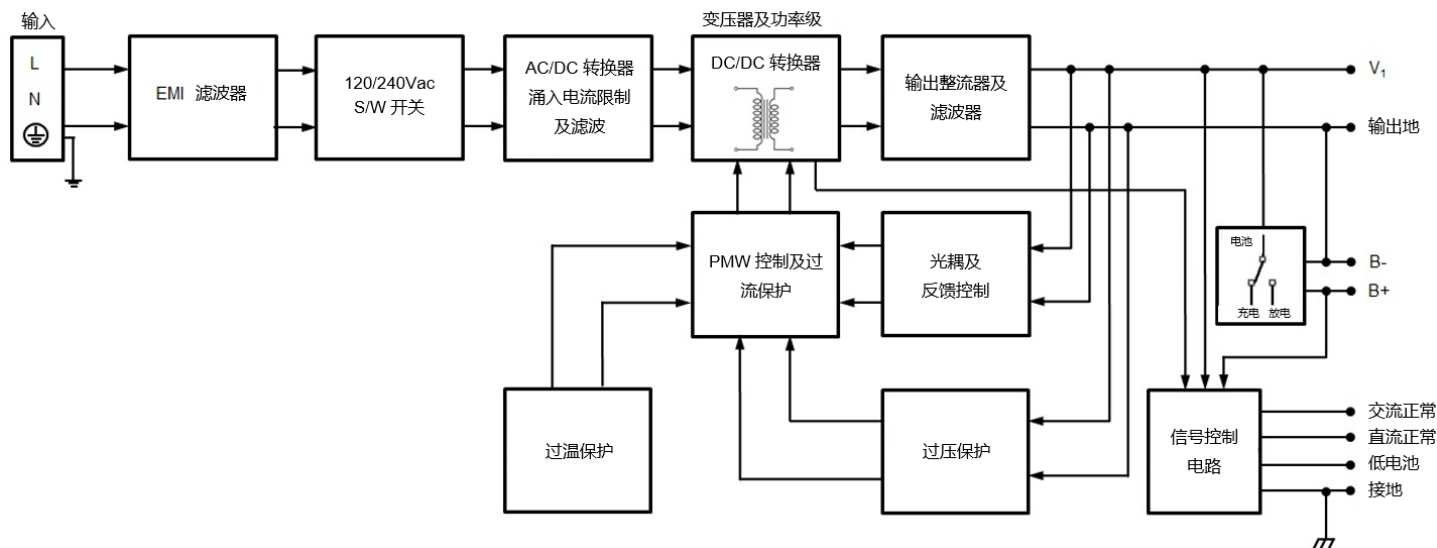 输入
L
N
EMI 滤波器
120/240Vac
S/W 开关
AC/DC 转换器
涌入电流限制
及滤波
变压器及功率级
DC/DC 转换器
输出整流器及
滤波器
V₁
输出地
PMW 控制及过
流保护
光耦及
反馈控制
电池
充电 放电
B-
B+
过温保护
过压保护
信号控制
电路
交流正常
直流正常
低电池
接地